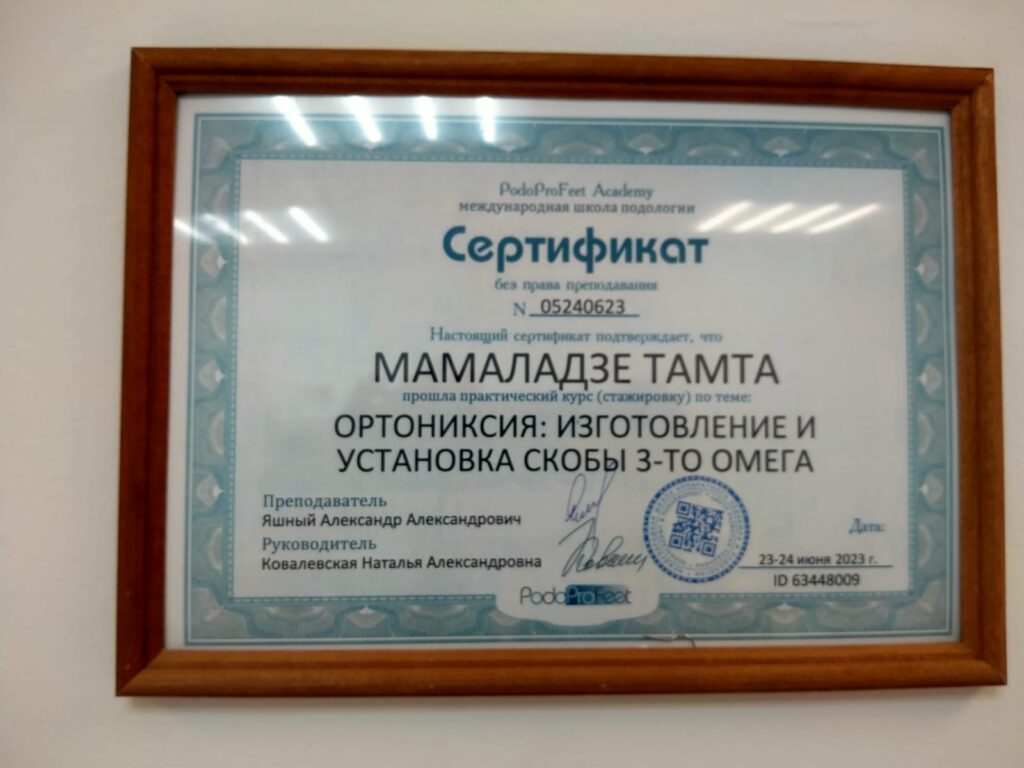 PodoProFeet Academy
международная школа подологии
Сертификат
без права преподавания
N 05240623
Настоящий сертификат подтверждает, что
МАМАЛАДЗЕ ТАМТА
прошла практический курс (стажировку) по теме:
ОРТОНИКСИЯ: ИЗГОТОВЛЕНИЕ И
УСТАНОВКА СКОБЫ 3-ТО ОМЕГА
Преподаватель
Яшный Александр Александрович
Руководитель
Ковалевская Наталья Александровна
Дата:
23-24 июня 2023 г.
ID 63448009
PodoProFeet